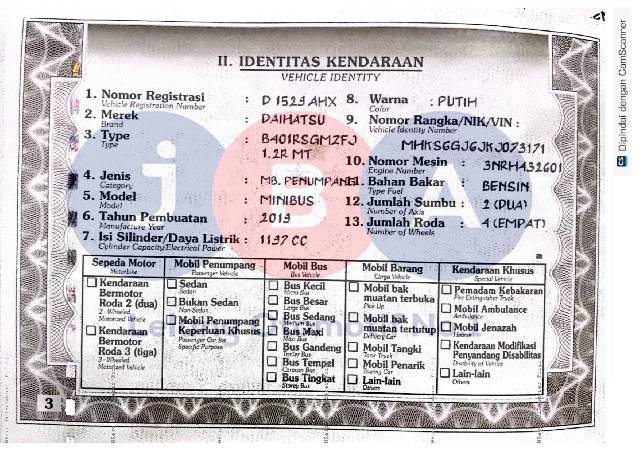 II. IDENTITAS KENDARAAN
VEHICLE IDENTITY
1. Nomor Registrasi : D 1529 AHX
Vehicle Registration Number
2. Merek : DAIHATSU
Brand
3. Type : B401RSGMZFJ
Type
1.2R MT
4. Jenis : MB. PENUMPANG
Category
5. Model : MINIBUS
Model
6. Tahun Pembuatan : 2019
Manufacture Year
7. Isi Silinder/Daya Listrik : 1197 CC
Cylinder Capacity/Electrical Power
8. Warna : PUTIH
Color
9. Nomor Rangka/NIK/VIN :
Vehicle Identity Number
MHKS6GJ6JKJ073171
10. Nomor Mesin : 3NRH432601
Engine Number
11. Bahan Bakar : BENSIN
Type Fuel
12. Jumlah Sumbu : 2 (DUA)
Number of Axis
13. Jumlah Roda : 4 (EMPAT)
Number of Wheels
Sepeda Motor
Motorbike
Kendaraan
Bermotor
Roda 2 (dua)
2 - Wheeled
Motorized Vehicle
Kendaraan
Bermotor
Roda 3 (tiga)
3 - Wheeled
Motorized Vehicle
Mobil Penumpang
Passenger Vehicle
Sedan
Sedan
Bukan Sedan
Non-Sedan
Mobil Penumpang
Keperluan Khusus
Passenger Car for
Specific Purpose
Mobil Bus
Bus Vehicle
Bus Kecil
Micro Bus
Bus Besar
Large Bus
Bus Sedang
Medium Bus
Bus Maxi
Maxi Bus
Bus Gandeng
Bus Tempel
Bus Tingkat
Mobil Barang
Cargo Vehicle
Mobil bak
muatan terbuka
Pick Up
Mobil bak
muatan tertutup
Delivery Car
Mobil Tangki
Tank Truck
Mobil Penarik
Towing Car
Lain-lain
Others
Kendaraan Khusus
Special Vehicle
Pemadam Kebakaran
Fire Extinguisher Truck
Mobil Ambulance
Ambulance
Mobil Jenazah
Hearse
Kendaraan Modifikasi
Penyandang Disabilitas
Disability of Vehicle
Lain-lain
Others
3
iBA
Dipindai dengan CamScanner